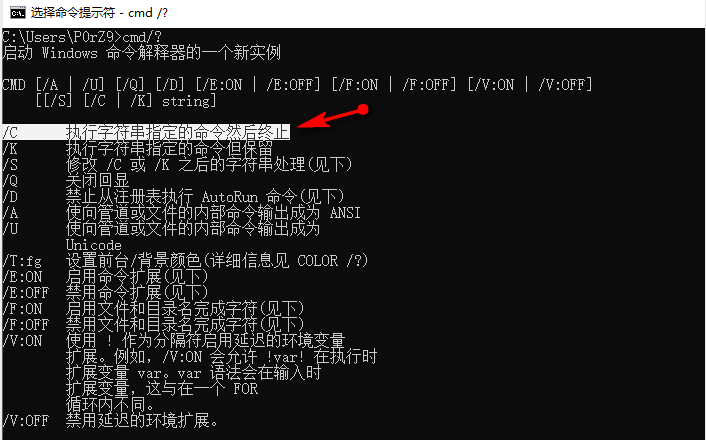 选择命令提示符 - cmd /?
C:\Users\P0rZ9>cmd/?
启动 Windows 命令解释器的一个新实例
CMD [/A | /U] [/Q] [/D] [/E:ON | /E:OFF] [/F:ON | /F:OFF] [/V:ON | /V:OFF]
[[/S] [/C | /K] string]
/C 执行字符串指定的命令然后终止
/K 执行字符串指定的命令但保留
/S 修改 /C 或 /K 之后的字符串处理(见下)
/Q 关闭回显
/D 禁止从注册表执行 AutoRun 命令(见下)
/A 使向管道或文件的内部命令输出成为 ANSI
/U 使向管道或文件的内部命令输出成为
Unicode
/T:fg 设置前台/背景颜色(详细信息见 COLOR /?)
/E:ON 启用命令扩展(见下)
/E:OFF 禁用命令扩展(见下)
/F:ON 启用文件和目录名完成字符(见下)
/F:OFF 禁用文件和目录名完成字符(见下)
/V:ON 使用 ! 作为分隔符启用延迟的环境变量
扩展。例如，/V:ON 会允许 !var! 在执行时
扩展变量 var。var 语法会在输入时
扩展变量，这与在一个 FOR
循环内不同。
/V:OFF 禁用延迟的环境扩展。